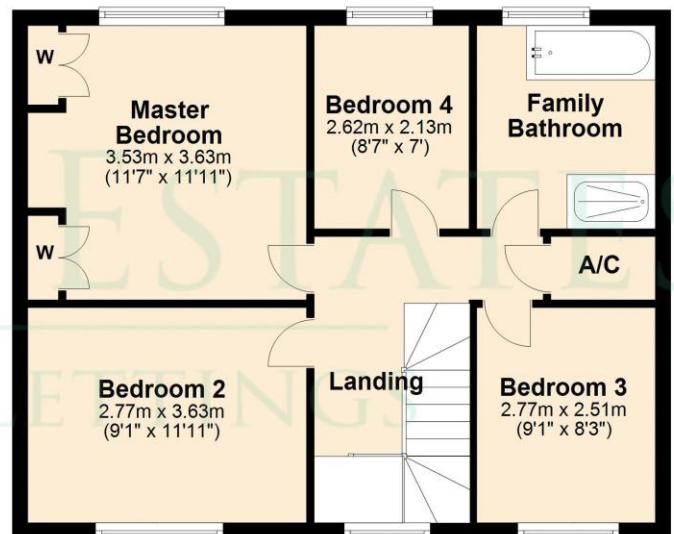 W
Master
Bedroom
3.53m x 3.63m
(11'7" x 11'11")
Bedroom 4
2.62m x 2.13m
(8'7" x 7')
Family
Bathroom
W
A/C
Bedroom 2
2.77m x 3.63m
(9'1" x 11'11")
Landing
Bedroom 3
2.77m x 2.51m
(9'1" x 8'3")
ESTATES
LETTINGS